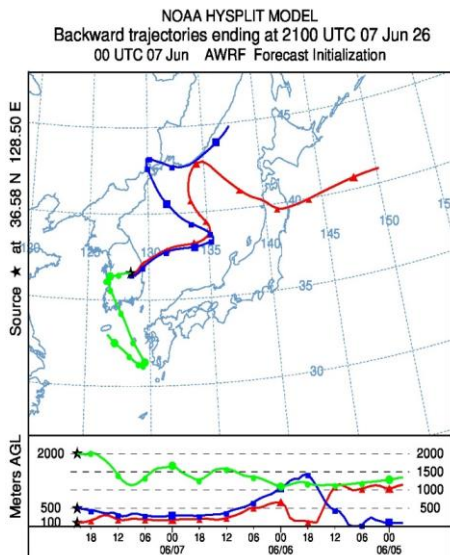 NOAA HYSPLIT MODEL
Backward trajectories ending at 2100 UTC 07 Jun 26
00 UTC 07 Jun AWRF Forecast Initialization
Source ★ at 36.58 N 128.50 E
45
40
35
30
130
135
140
145
150
Meters AGL
2000
500
100
2000
1500
1000
500
18 12 06 00 18 12 06 00 18 12 06 00
06/07 06/06 06/05